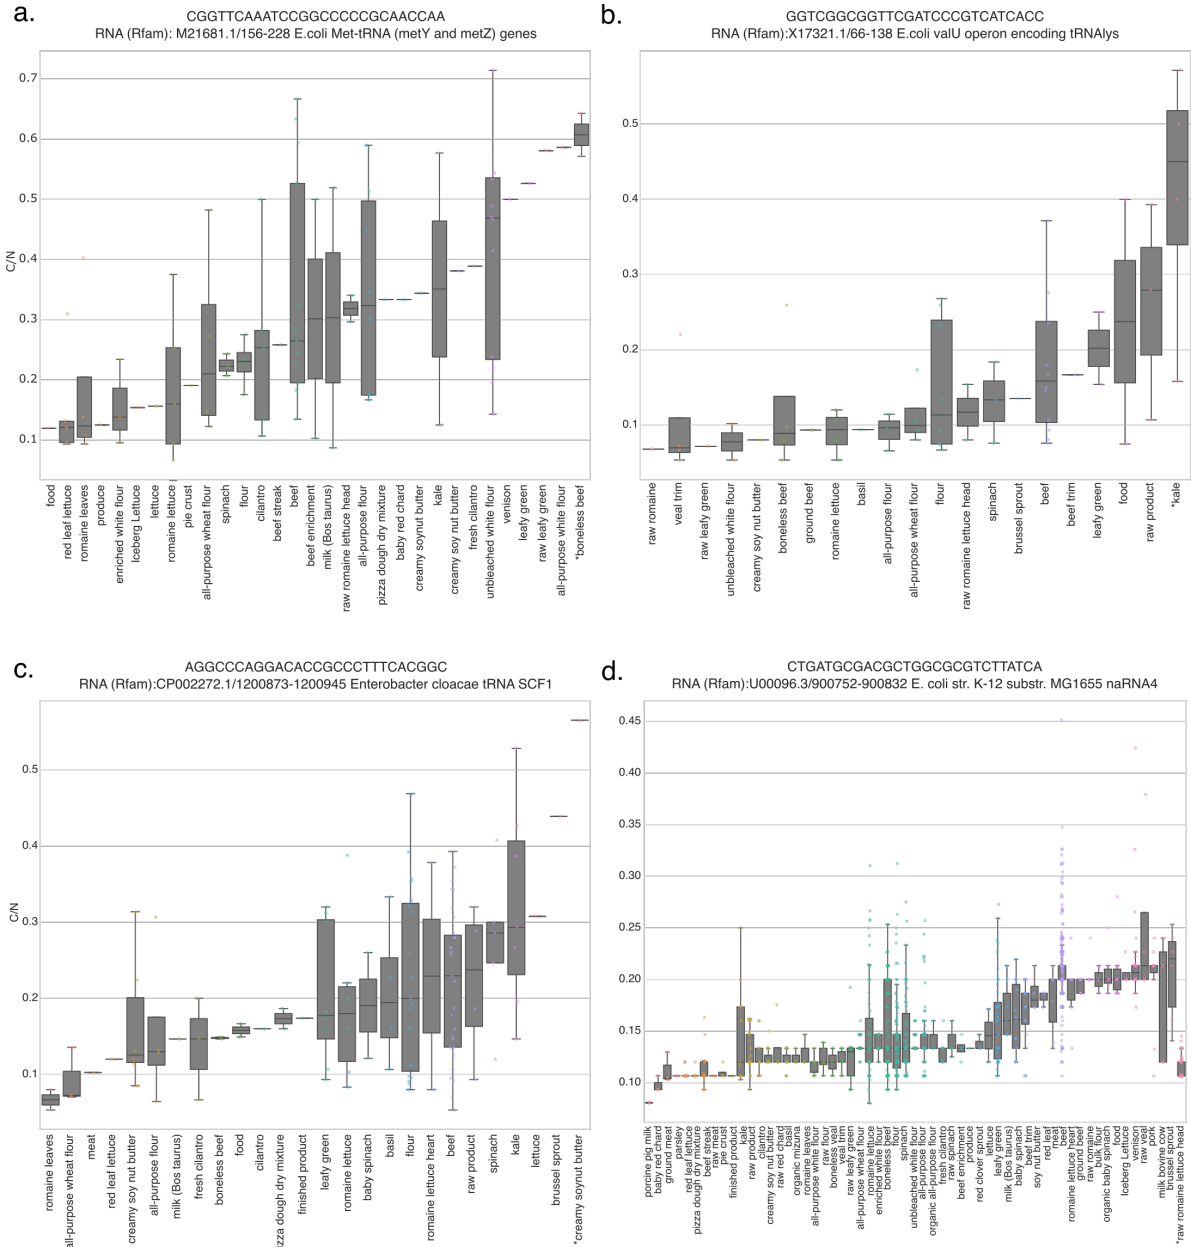 a.
CGGTTCAAATCCGGCCCCCGCAACCAA
RNA (Rfam): M21681.1/156-228 E.coli Met-tRNA (metY and metZ) genes
C/N
0.7
0.6
0.5
0.4
0.3
0.2
0.1
food
red leaf lettuce
romaine leaves
produce
enriched white flour
Iceberg Lettuce
lettuce
romaine lettuce
pie crust
all-purpose wheat flour
spinach
flour
cilantro
beef streak
beef
beef enrichment
milk (Bos taurus)
raw romaine lettuce head
all-purpose flour
pizza dough dry mixture
baby red chard
creamy soynut butter
kale
creamy soy nut butter
fresh cilantro
unbleached white flour
venison
leafy green
raw leafy green
all-purpose white flour
*boneless beef
b.
GGTCGGCGGTTCGATCCCGTCATCACC
RNA (Rfam):X17321.1/66-138 E.coli valU operon encoding tRNAlys
0.5
0.4
0.3
0.2
0.1
raw romaine
veal trim
raw leafy green
unbleached white flour
creamy soy nut butter
boneless beef
ground beef
romaine lettuce
basil
all-purpose flour
all-purpose wheat flour
flour
raw romaine lettuce head
spinach
brussel sprout
beef
beef trim
leafy green
food
raw product
*kale
c.
AGGCCCAGGACACCGCCCTTTCACGGC
RNA (Rfam):CP002272.1/1200873-1200945 Enterobacter cloacae tRNA SCF1
C/N
0.5
0.4
0.3
0.2
0.1
romaine leaves
all-purpose wheat flour
meat
red leaf lettuce
creamy soy nut butter
all-purpose flour
milk (Bos taurus)
fresh cilantro
boneless beef
food
cilantro
pizza dough dry mixture
finished product
leafy green
romaine lettuce
baby spinach
basil
flour
romaine lettuce heart
beef
raw product
spinach
kale
lettuce
brussel sprout
*creamy soynut butter
d.
CTGATGCGACGCTGGCGCGTCTTATCA
RNA (Rfam):U00096.3/900752-900832 E. coli str. K-12 substr. MG1655 naRNA4
0.45
0.40
0.35
0.30
0.25
0.20
0.15
0.10
porcine pig milk
baby red chard
ground meat
parsley
red leaf lettuce
pizza dough dry mixture
beef streak
raw meat
pie crust
finished product
kale
raw product
cilantro
creamy soy nut butter
raw red chard
basil
organic mizuna
romaine leaves
all-purpose white flour
raw flour
boneless veal
veal trim
raw leafy green
all-purpose wheat flour
romaine lettuce
enriched white flour
boneless beef
flour
spinach
unbleached white flour
all-purpose flour
organic all-purpose flour
fresh cilantro
raw spinach
beef enrichment
produce
red clover sprout
lettuce
leafy green
milk (Bos taurus)
baby spinach
beef trim
soy nut butter
red leaf
meat
beef
romaine lettuce heart
ground beef
raw romaine
bulk flour
organic baby spinach
food
Iceberg Lettuce
venison
raw veal
pork
milk bovine cow
brussel sprout
*raw romaine lettuce head